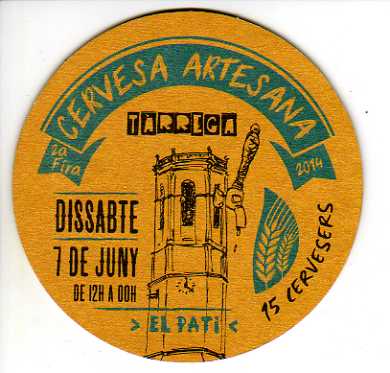 CERVESA ARTESANA
2a
Fira
2014
TÀRREGA
DISSABTE
7 DE JUNY
DE 12H A 00H
15 CERVESERS
> EL PATi <